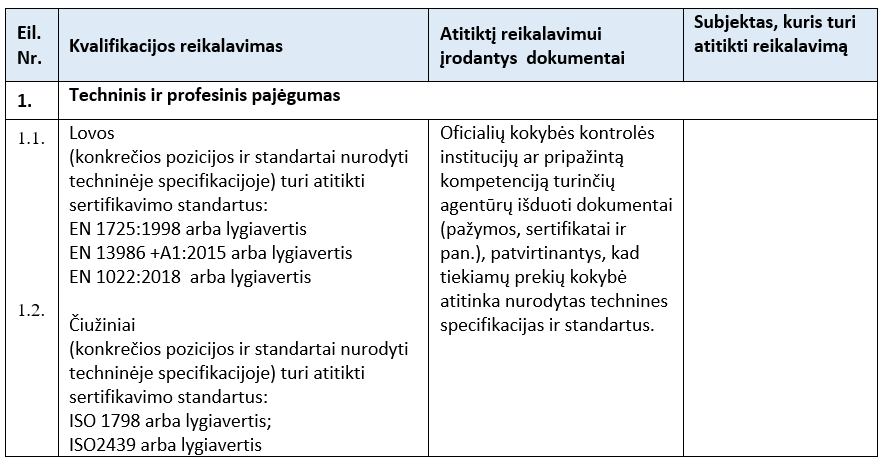 Eil.
Nr.
Kvalifikacijos reikalavimas
Atitiktį reikalavimui
įrodantys  dokumentai
Subjektas, kuris turi
atitikti reikalavimą
1.
Techninis ir profesinis pajėgumas
1.1.
Lovos
(konkrečios pozicijos ir standartai nurodyti
techninėje specifikacijoje) turi atitikti
sertifikavimo standartus:
EN 1725:1998 arba lygiavertis
EN 13986 +A1:2015 arba lygiavertis
EN 1022:2018  arba lygiavertis
1.2.
Čiužiniai
(konkrečios pozicijos ir standartai nurodyti
techninėje specifikacijoje) turi atitikti
sertifikavimo standartus:
ISO 1798 arba lygiavertis;
ISO2439 arba lygiavertis
Oficialių kokybės kontrolės
institucijų ar pripažintą
kompetenciją turinčių
agentūrų išduoti dokumentai
(pažymos, sertifikatai ir
pan.), patvirtinantys, kad
tiekiamų prekių kokybė
atitinka nurodytas technines
specifikacijas ir standartus.